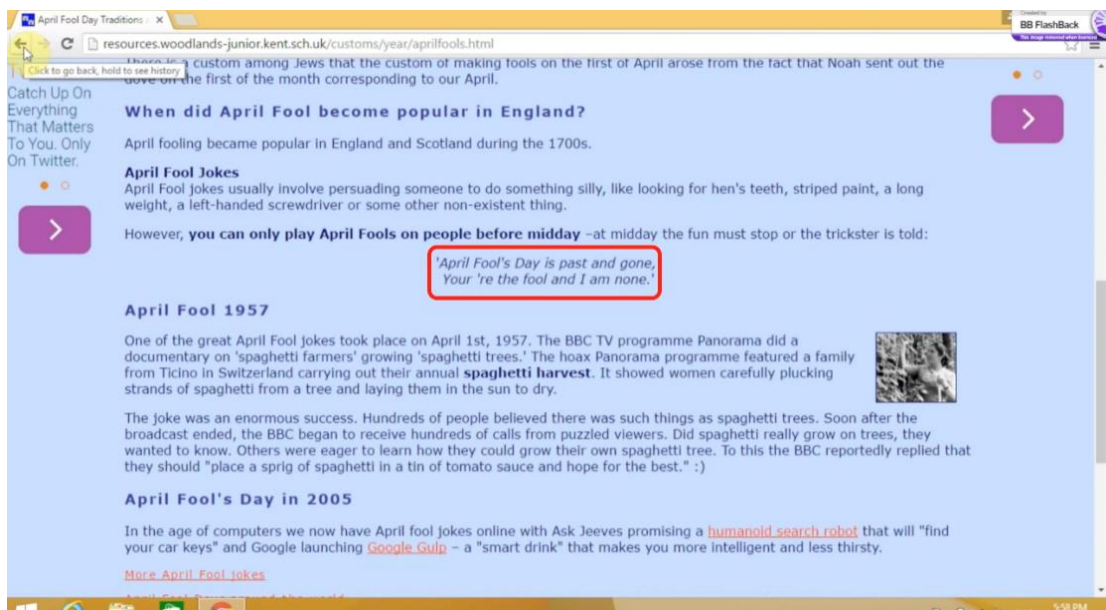 April Fool Day Traditions
Created by
BB FlashBack
resources.woodlands-junior.kent.sch.uk/customs/year/aprilfools.html
Click to go back, hold to see history
There is a custom among Jews that the custom of making fools on the first of April arose from the fact that Noah sent out the
dove on the first of the month corresponding to our April.
Catch Up On
Everything
That Matters
To You. Only
On Twitter.
When did April Fool become popular in England?
April fooling became popular in England and Scotland during the 1700s.
April Fool Jokes
April Fool jokes usually involve persuading someone to do something silly, like looking for hen's teeth, striped paint, a long
weight, a left-handed screwdriver or some other non-existent thing.
However, you can only play April Fools on people before midday –at midday the fun must stop or the trickster is told:
'April Fool's Day is past and gone,
Your 're the fool and I am none.'
April Fool 1957
One of the great April Fool jokes took place on April 1st, 1957. The BBC TV programme Panorama did a
documentary on 'spaghetti farmers' growing 'spaghetti trees.' The hoax Panorama programme featured a family
from Ticino in Switzerland carrying out their annual spaghetti harvest. It showed women carefully plucking
strands of spaghetti from a tree and laying them in the sun to dry.
The joke was an enormous success. Hundreds of people believed there was such things as spaghetti trees. Soon after the
broadcast ended, the BBC began to receive hundreds of calls from puzzled viewers. Did spaghetti really grow on trees, they
wanted to know. Others were eager to learn how they could grow their own spaghetti tree. To this the BBC reportedly replied that
they should "place a sprig of spaghetti in a tin of tomato sauce and hope for the best." :)
April Fool's Day in 2005
In the age of computers we now have April fool jokes online with Ask Jeeves promising a humanoid search robot that will "find
your car keys" and Google launching Google Gulp – a "smart drink" that makes you more intelligent and less thirsty.
More April Fool jokes
April Fool Days around the world
5:58 PM